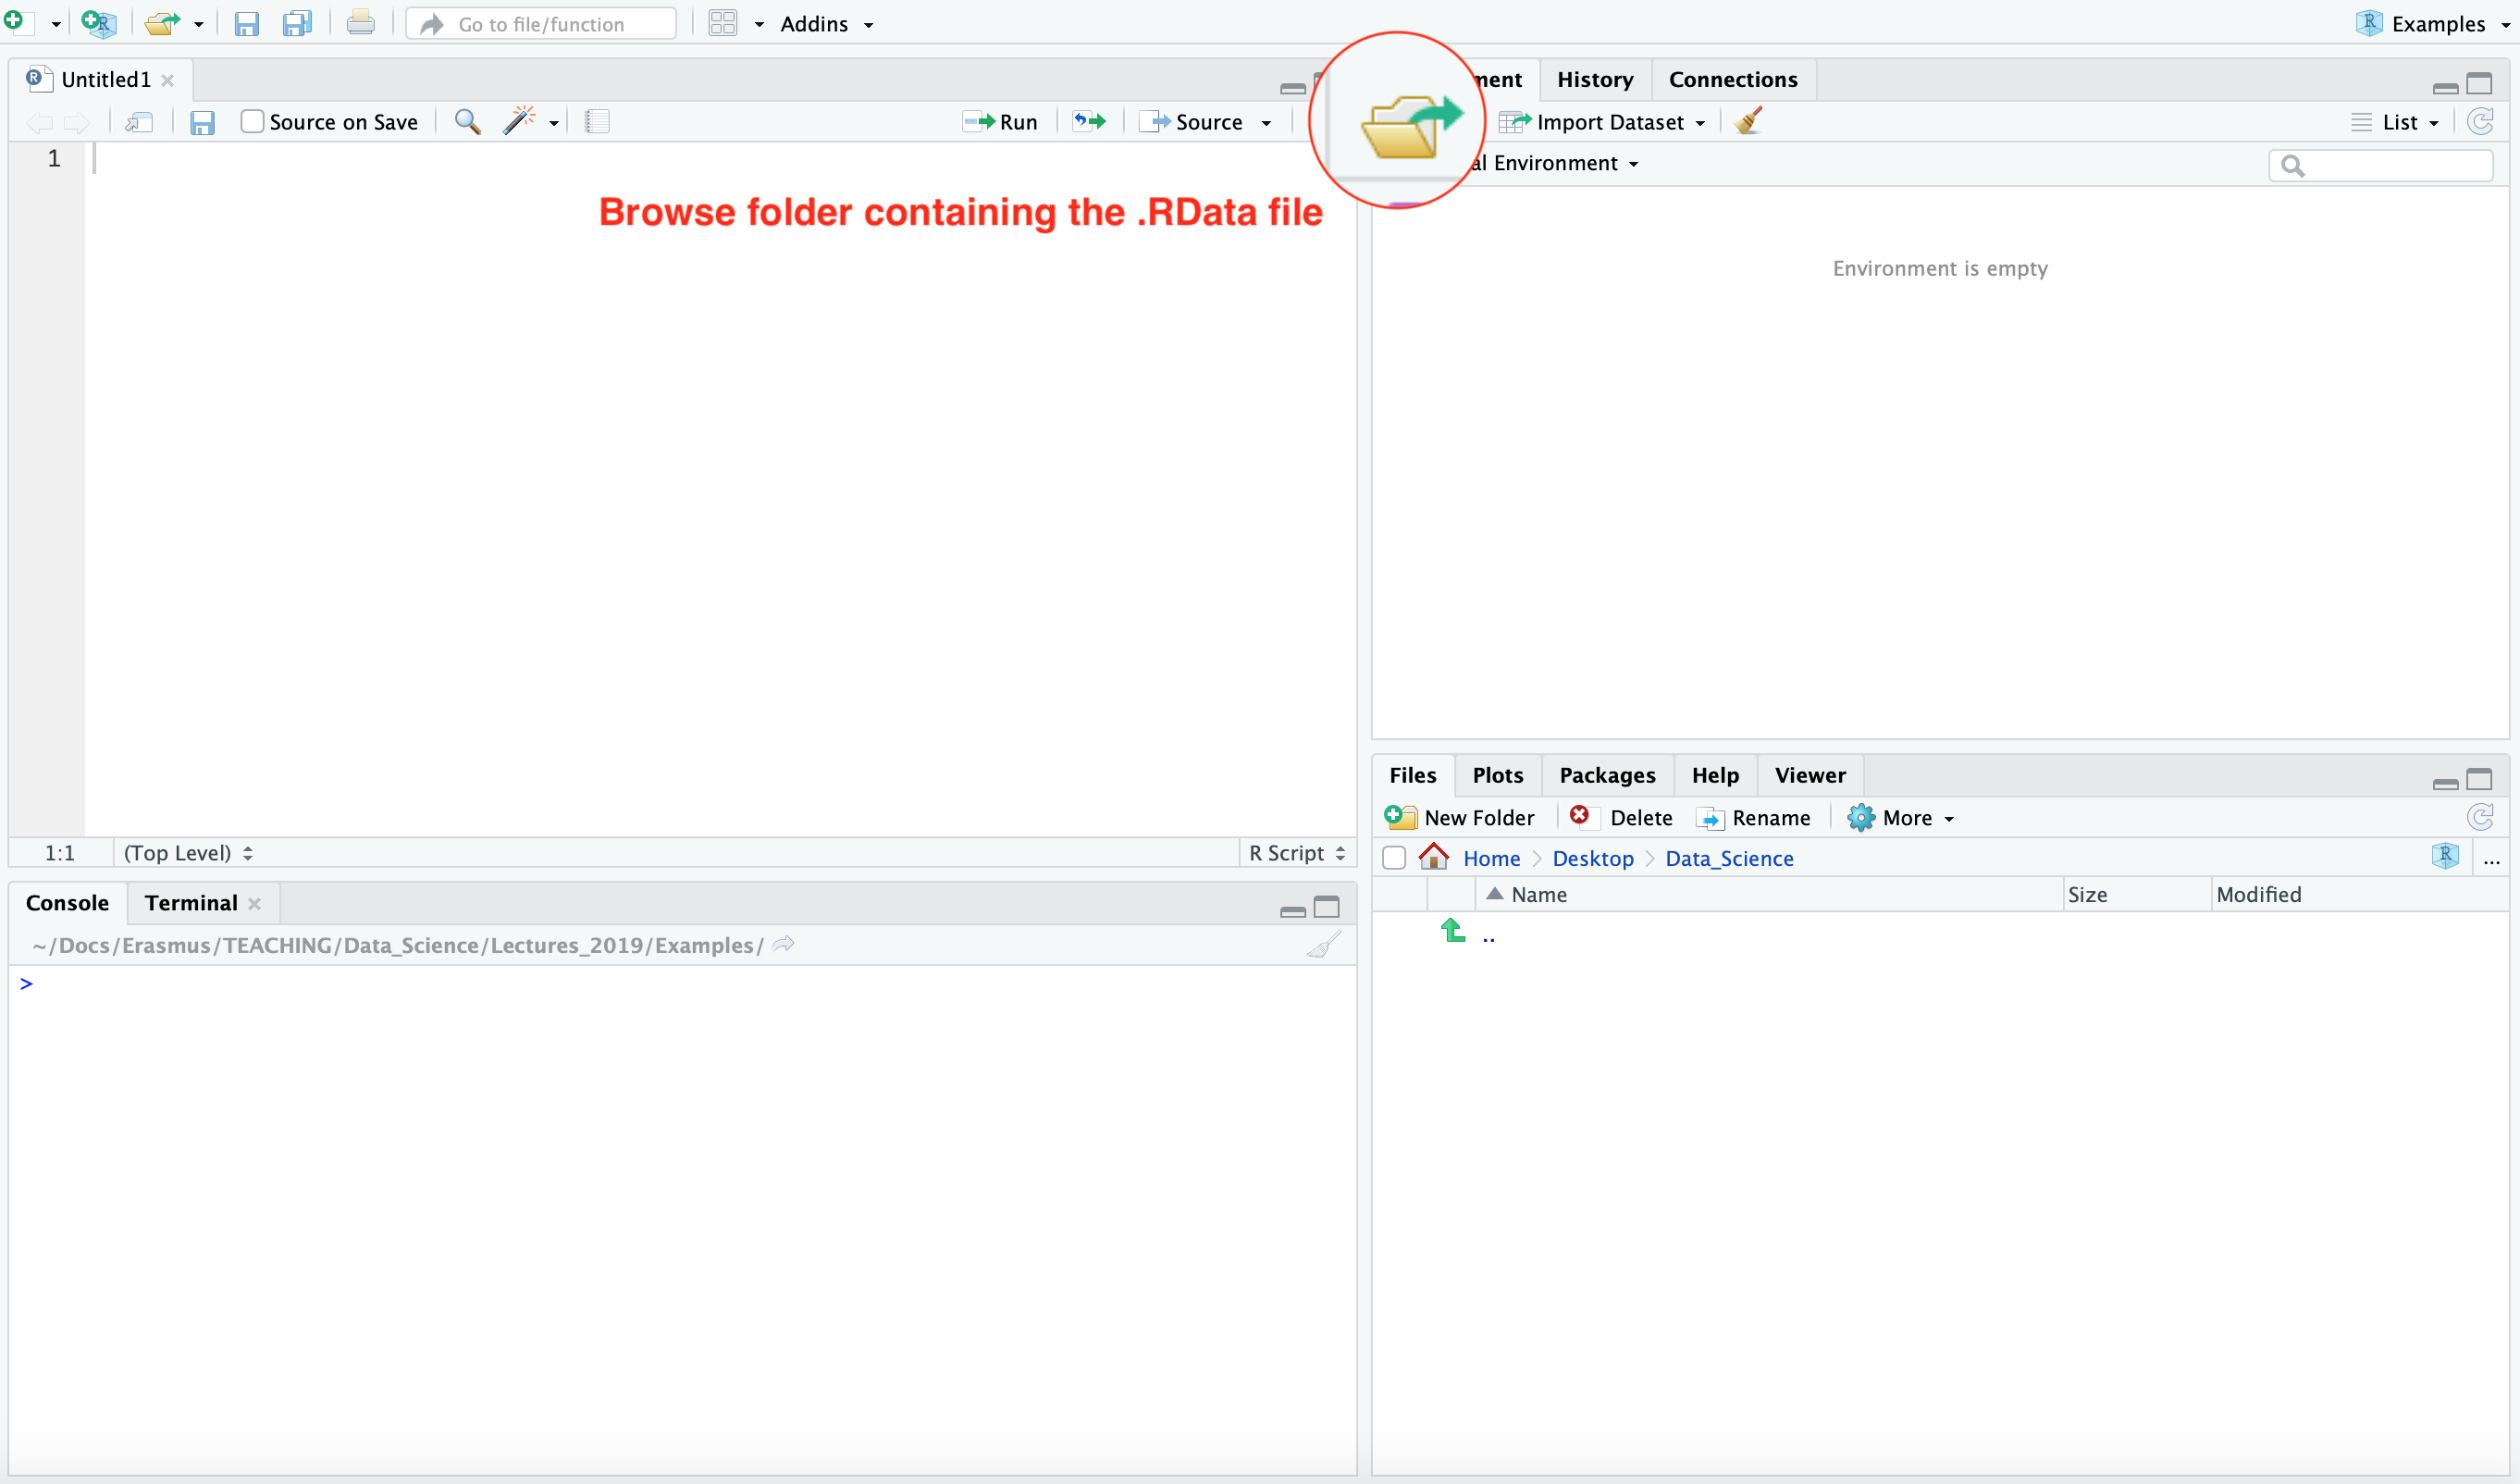 Go to file/function
Addins
Examples
Untitled1
Source on Save
Run
Source
1
Browse folder containing the .RData file
1:1 (Top Level)
R Script
Console Terminal
~/Docs/Erasmus/TEACHING/Data_Science/Lectures_2019/Examples/
>
ment History Connections
Import Dataset
List
al Environment
Environment is empty
Files Plots Packages Help Viewer
New Folder Delete Rename More
Home Desktop Data_Science ...
Name Size Modified
..